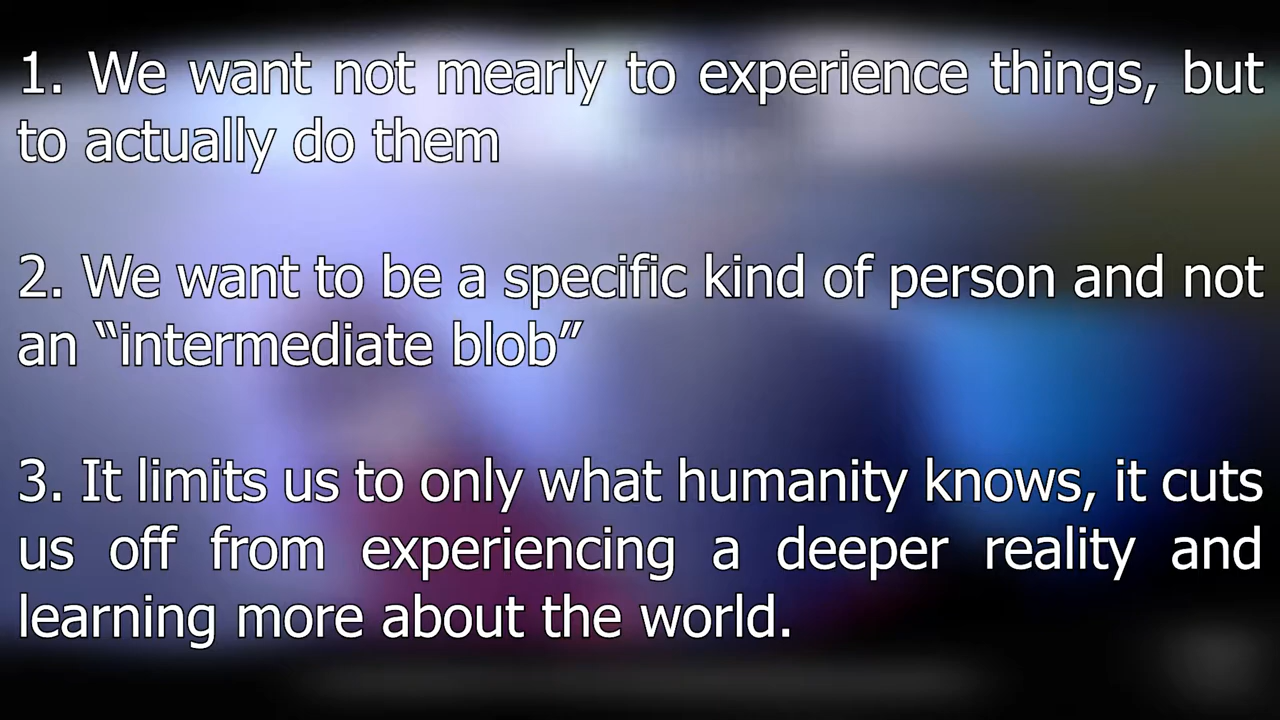 1. We want not mearly to experience things, but
to actually do them
2. We want to be a specific kind of person and not
an “intermediate blob”
3. It limits us to only what humanity knows, it cuts
us off from experiencing a deeper reality and
learning more about the world.